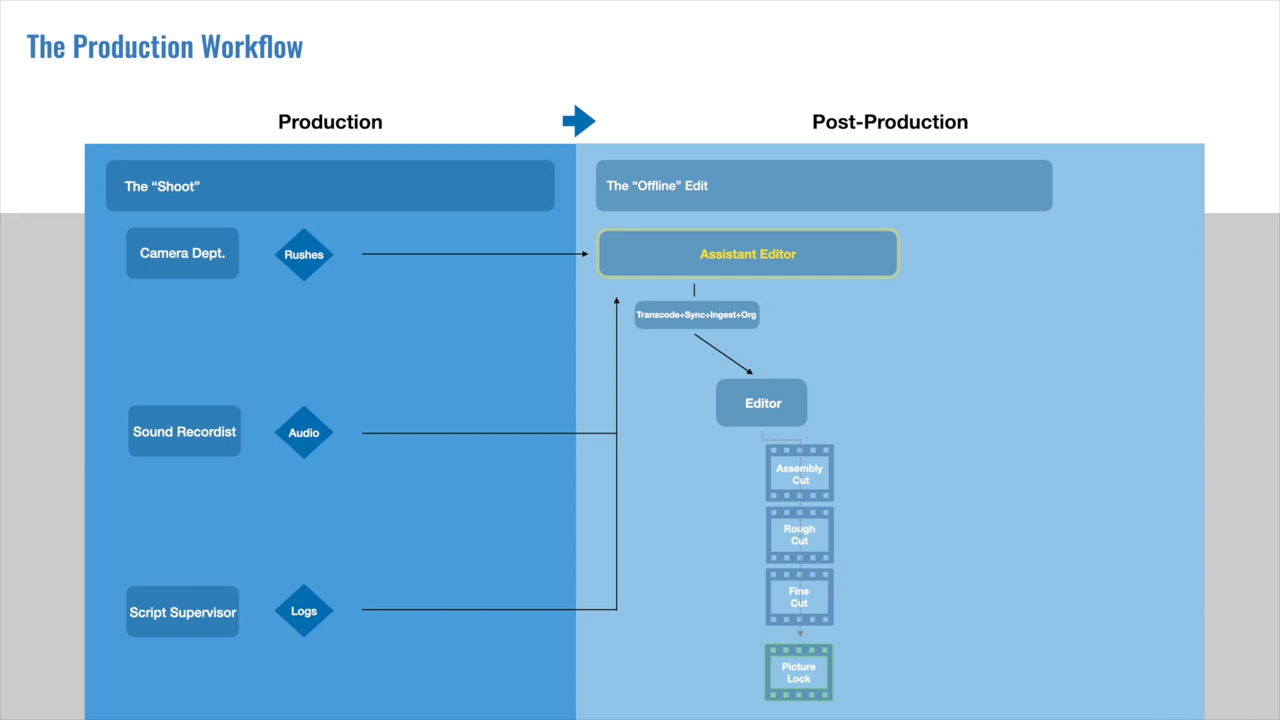 The Production Workflow
Production
Post-Production
The “Shoot”
The “Offline” Edit
Camera Dept.
Rushes
Assistant Editor
Transcode+Sync+Ingest+Org
Editor
Sound Recordist
Audio
Assembly
Cut
Rough
Cut
Fine
Cut
Script Supervisor
Logs
Picture
Lock